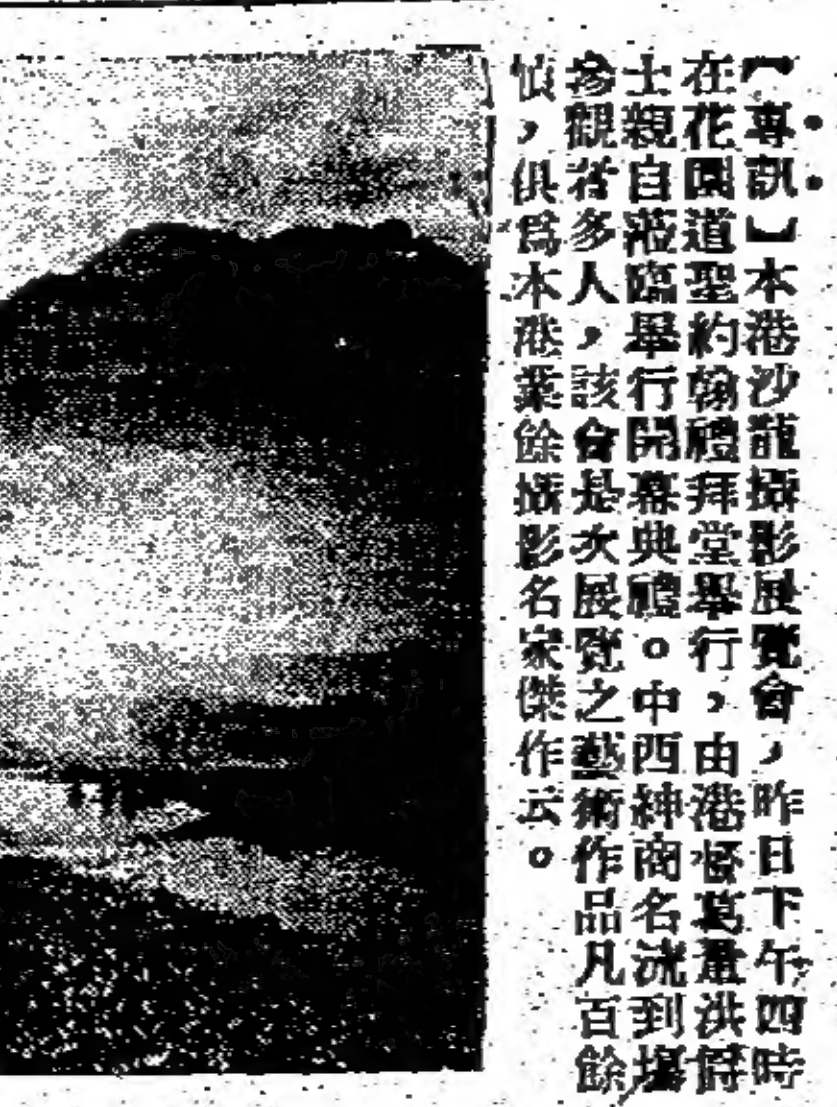 【專訊】本港沙龍攝影展覽會，昨日下午四時
在花園道聖約翰禮拜堂舉行，由港督葛量洪爵
士親自蒞臨舉行開幕典禮。中西紳商名流到場
參觀者多人，該會是次展覽之藝術作品凡百餘
幀，俱爲本港業餘攝影名家傑作云。